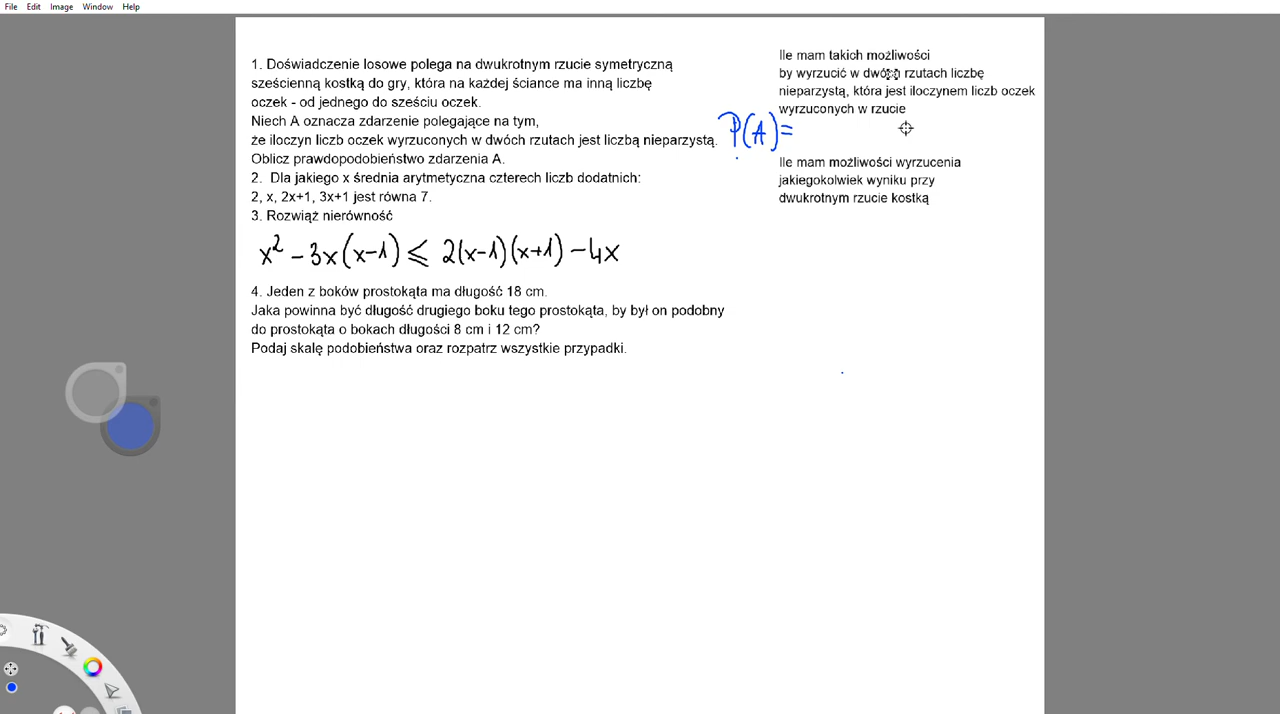 File Edit Image Window Help
1. Doświadczenie losowe polega na dwukrotnym rzucie symetryczną
sześcienną kostką do gry, która na każdej ściance ma inną liczbę
oczek - od jednego do sześciu oczek.
Niech A oznacza zdarzenie polegające na tym,
że iloczyn liczb oczek wyrzuconych w dwóch rzutach jest liczbą nieparzystą.
Oblicz prawdopodobieństwo zdarzenia A.
2. Dla jakiego x średnia arytmetyczna czterech liczb dodatnich:
2, x, 2x+1, 3x+1 jest równa 7.
3. Rozwiąż nierówność
x² - 3x(x-1) ⩽ 2(x-1)(x+1) - 4x
4. Jeden z boków prostokąta ma długość 18 cm.
Jaka powinna być długość drugiego boku tego prostokąta, by był on podobny
do prostokąta o bokach długości 8 cm i 12 cm?
Podaj skalę podobieństwa oraz rozpatrz wszystkie przypadki.
Ile mam takich możliwości
by wyrzucić w dwóch rzutach liczbę
nieparzystą, która jest iloczynem liczb oczek
wyrzuconych w rzucie
P(A)=
Ile mam możliwości wyrzucenia
jakiegokolwiek wyniku przy
dwukrotnym rzucie kostką